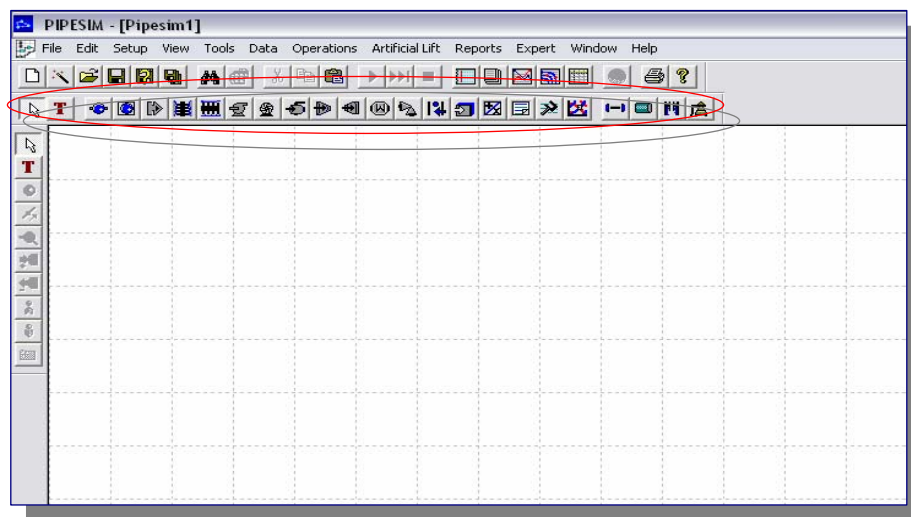 PIPESIM - [Pipesim1]
File Edit Setup View Tools Data Operations Artificial Lift Reports Expert Window Help
T
T